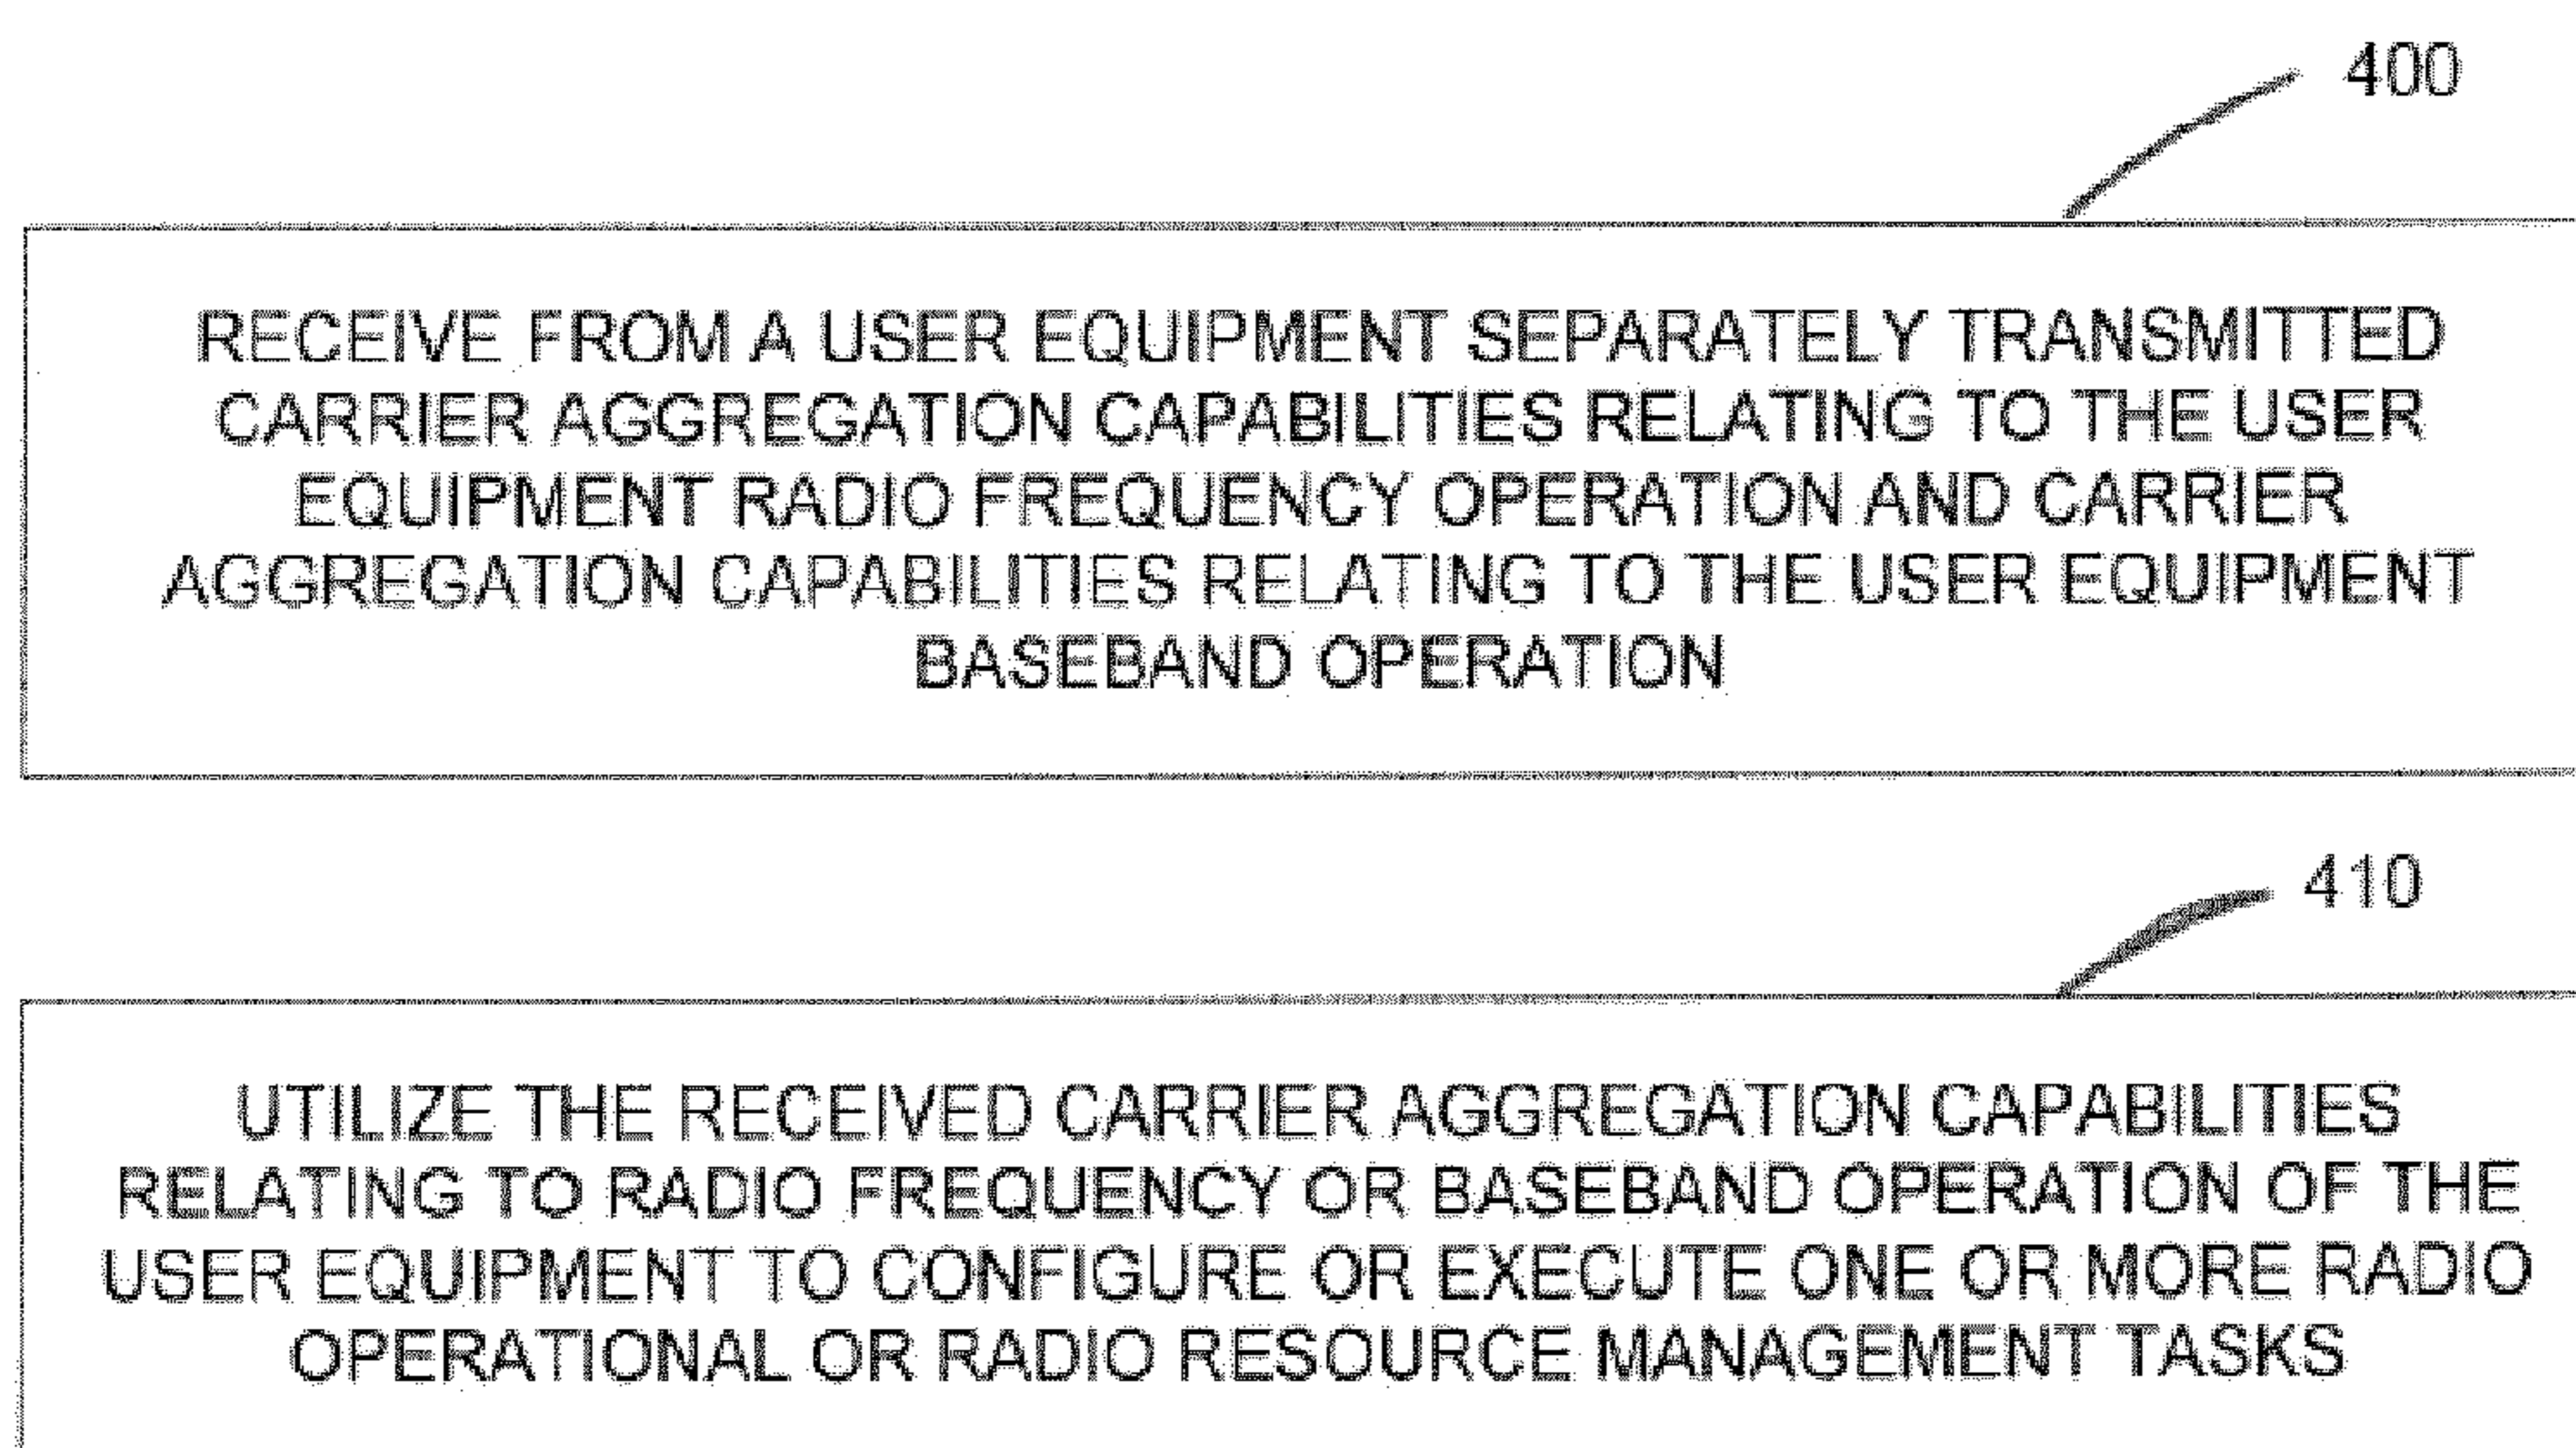 400
RECEIVE FROM A USER EQUIPMENT SEPARATELY TRANSMITTED
CARRIER AGGREGATION CAPABILITIES RELATING TO THE USER
EQUIPMENT RADIO FREQUENCY OPERATION AND CARRIER
AGGREGATION CAPABILITIES RELATING TO THE USER EQUIPMENT
BASEBAND OPERATION
410
UTILIZE THE RECEIVED CARRIER AGGREGATION CAPABILITIES
RELATING TO RADIO FREQUENCY OR BASEBAND OPERATION OF THE
USER EQUIPMENT TO CONFIGURE OR EXECUTE ONE OR MORE RADIO
OPERATIONAL OR RADIO RESOURCE MANAGEMENT TASKS